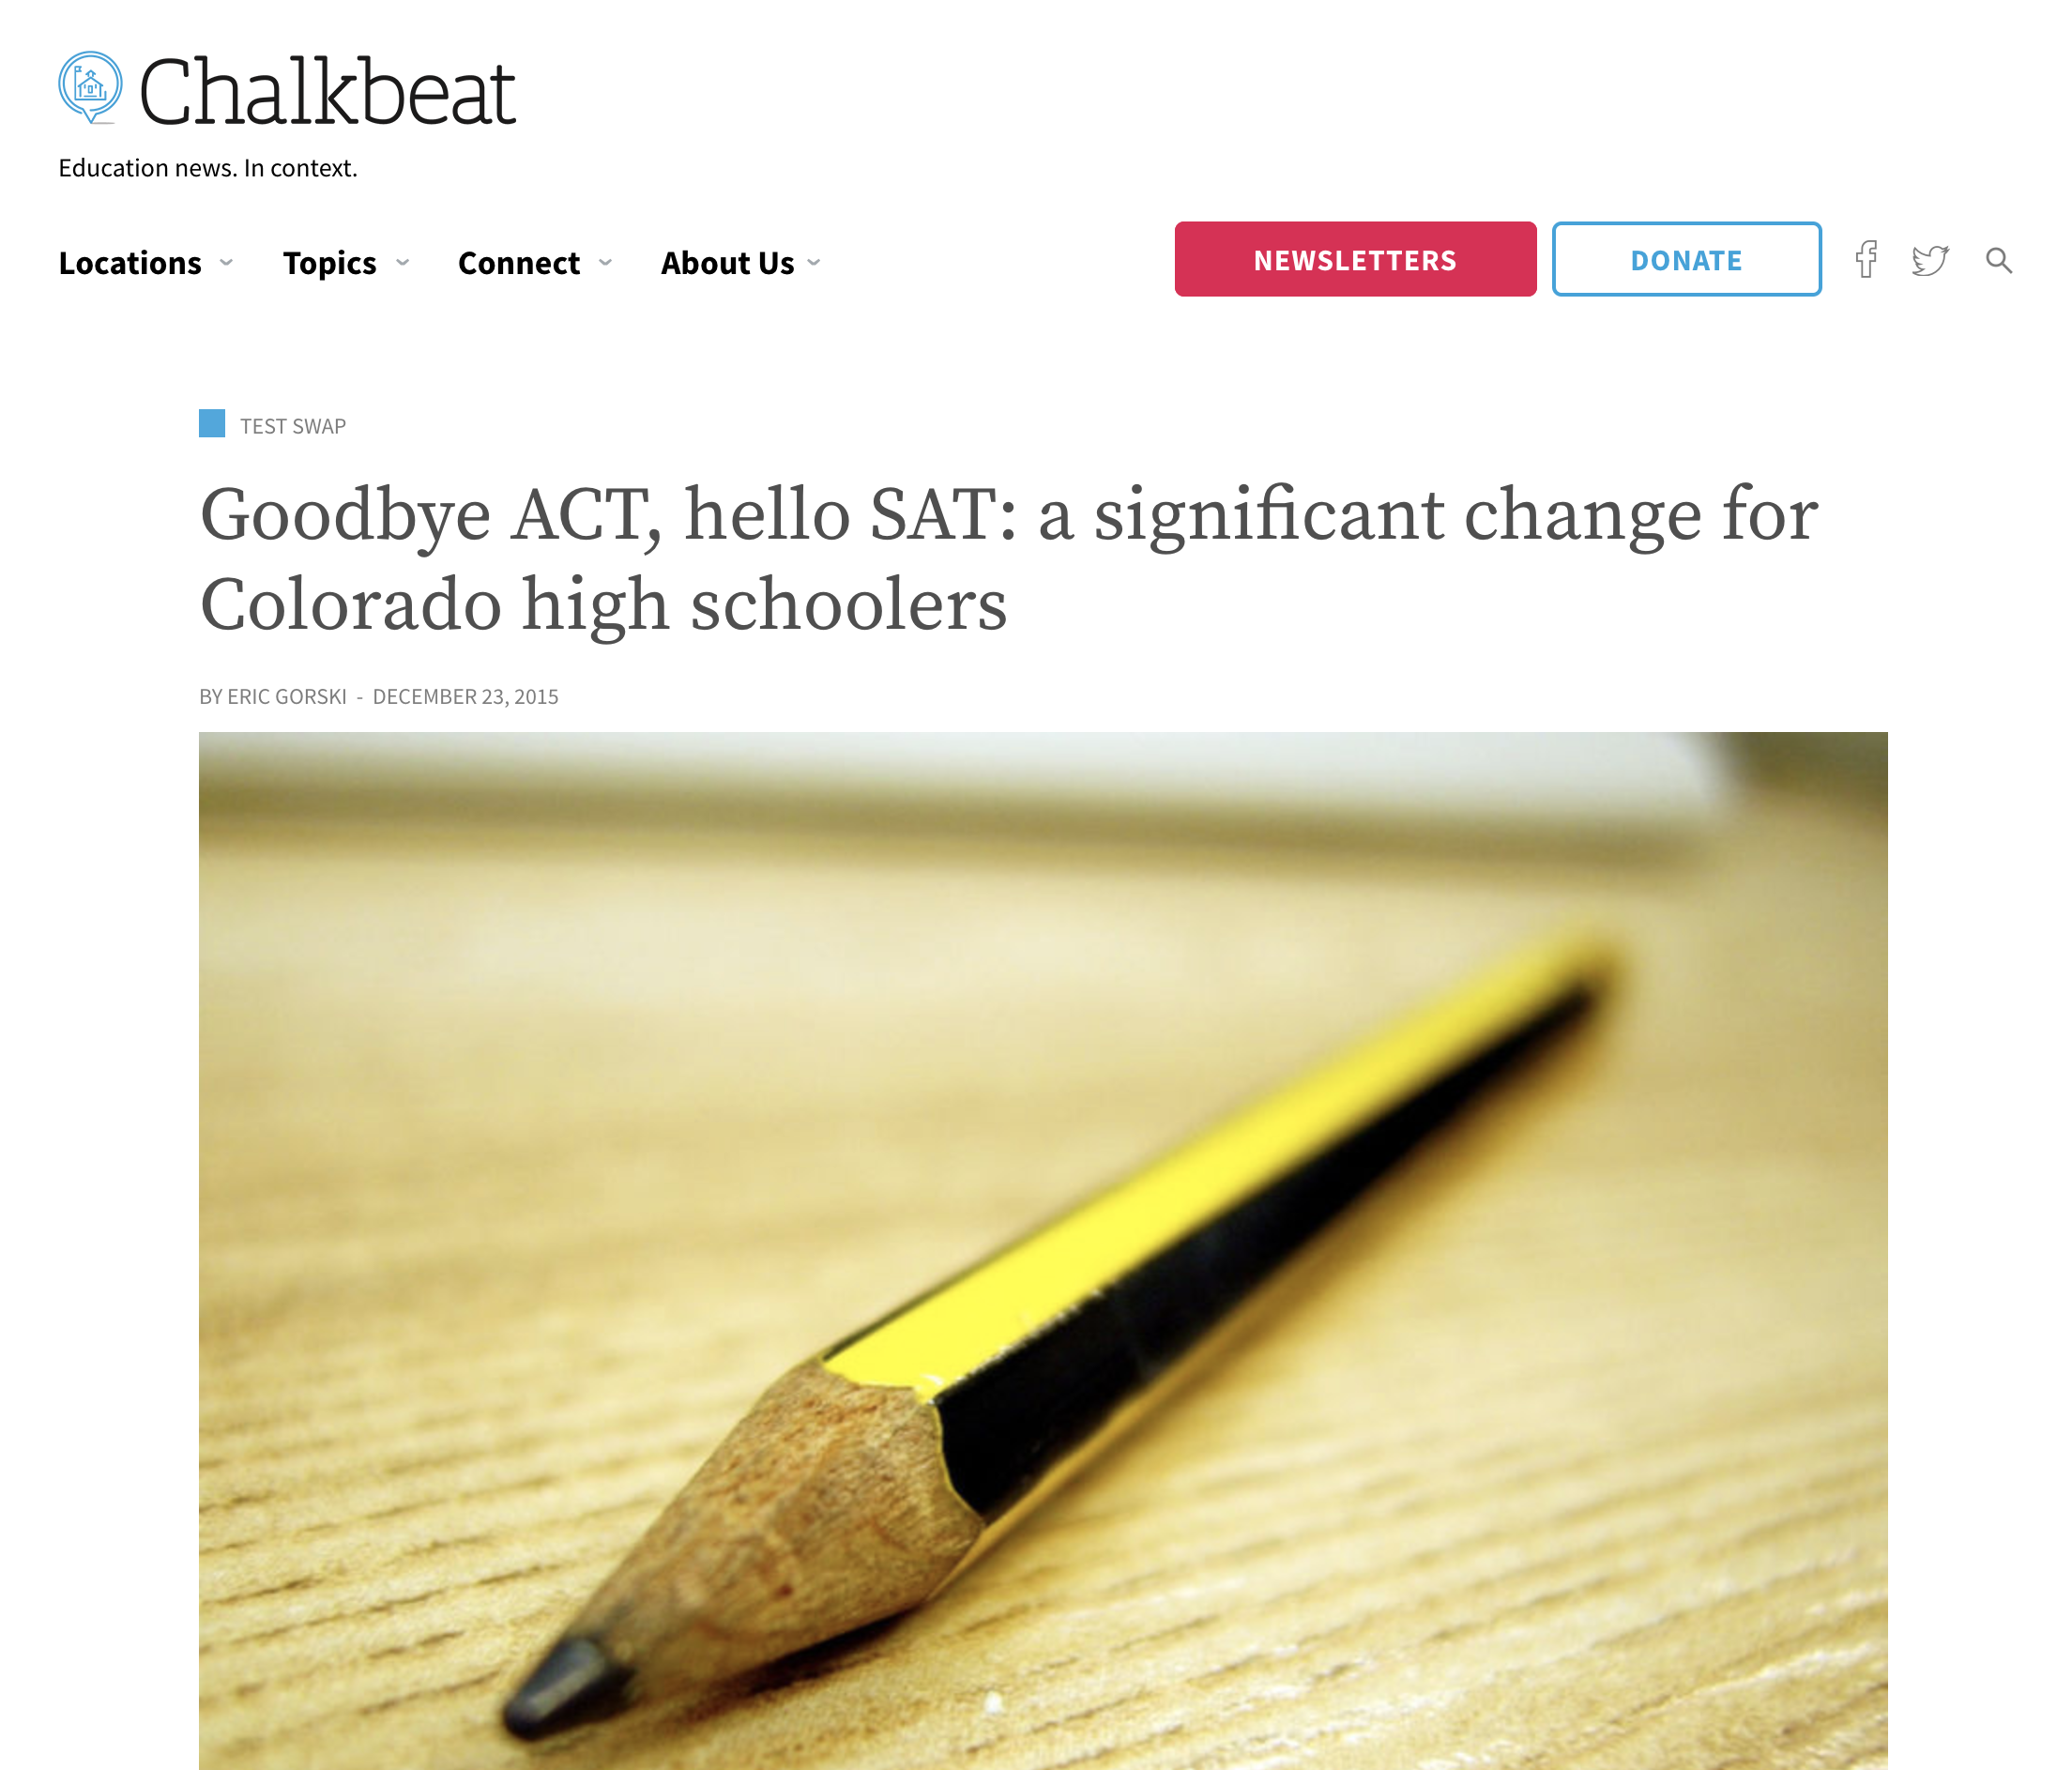 Chalkbeat
Education news. In context.
Locations Topics Connect About Us NEWSLETTERS DONATE
TEST SWAP
Goodbye ACT, hello SAT: a significant change for
Colorado high schoolers
BY ERIC GORSKI - DECEMBER 23, 2015